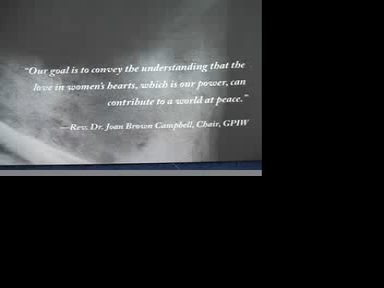 "Our goal is to convey the understanding that the
love in women's hearts, which is our power, can
contribute to a world at peace."
—Rev. Dr. Joan Brown Campbell, Chair, GPIW